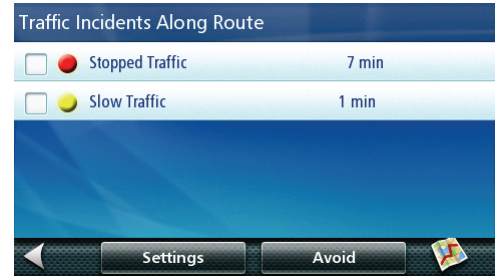 Traffic Incidents Along Route
Stopped Traffic 7 min
Slow Traffic 1 min
Settings Avoid